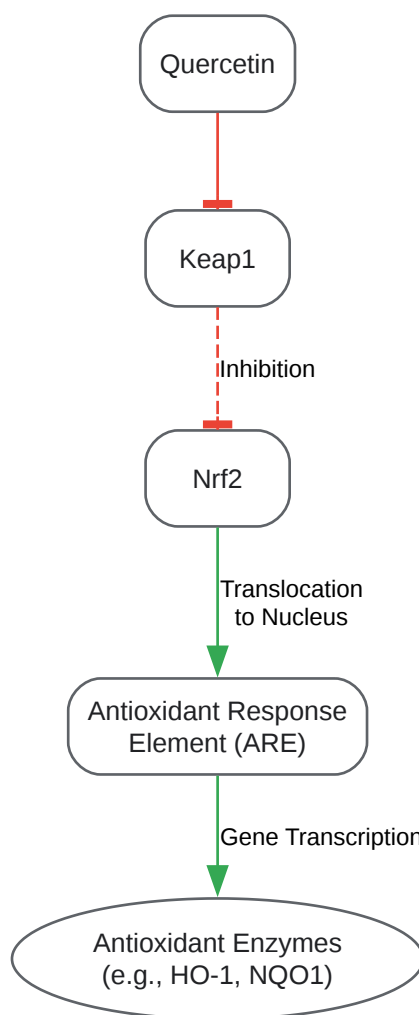 Quercetin
Keap1
Inhibition
Nrf2
Translocation
to Nucleus
Antioxidant Response
Element (ARE)
Gene Transcription
Antioxidant Enzymes
(e.g., HO-1, NQO1)